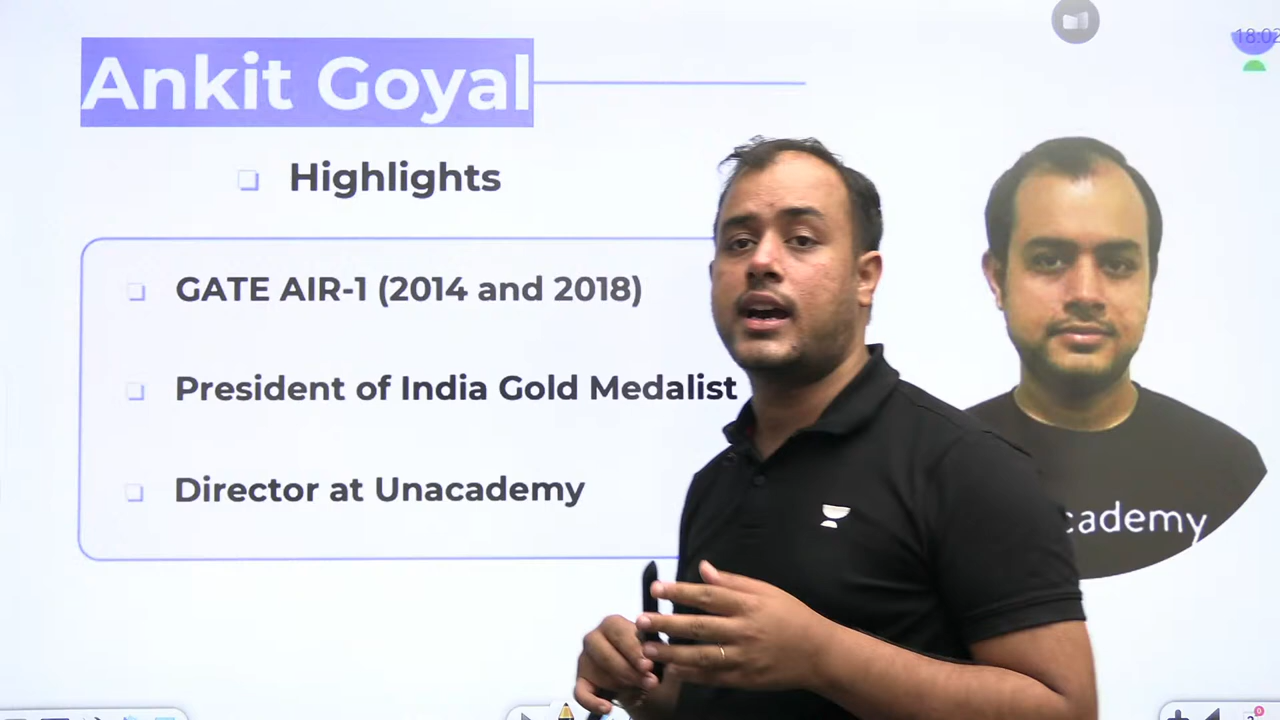 Ankit Goyal
18:02
Highlights
GATE AIR-1 (2014 and 2018)
President of India Gold Medalist
Director at Unacademy
cademy